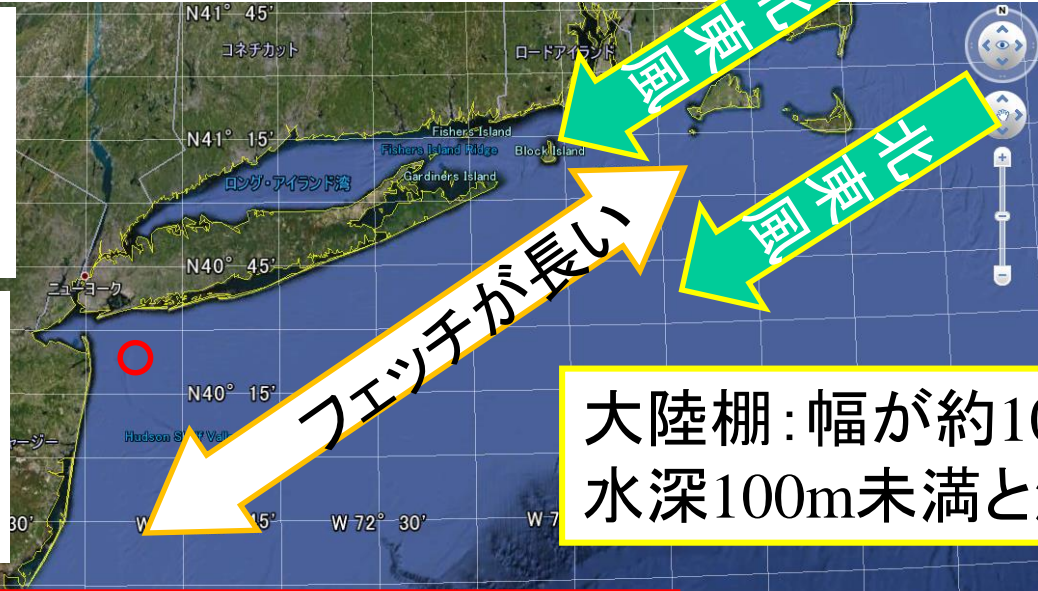 N41° 45'
コネチカット
ロードアイランド
北東風
N41° 15'
Fishers Island
Fishers Island Ridge
Block Island
Gardiners Island
ロング・アイランド湾
北東風
N40° 45'
ニューヨーク
フェッチが長い
N40° 15'
Hudson
大陸棚:幅が約10
水深100m未満と
30'
W
45'
W 72° 30'
W 7
N